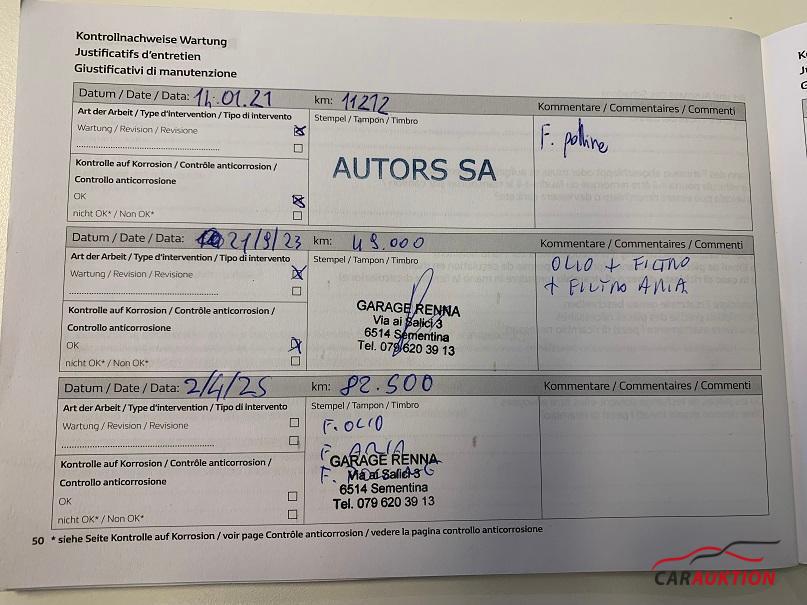 Kontrollnachweise Wartung
Justificatifs d'entretien
Giustificativi di manutenzione
Datum / Date / Data: 14.01.21 km: 11212 Kommentare / Commentaires / Commenti
Art der Arbeit / Type d'intervention / Tipo di intervento Stempel / Tampon / Timbro
Wartung / Revision / Revisione
F. polline
Kontrolle auf Korrosion / Contrôle anticorrosion /
Controllo anticorrosione
AUTORS SA
OK
nicht OK* / Non OK*
Datum / Date / Data: 21/9/23 km: 49.000 Kommentare / Commentaires / Commenti
Art der Arbeit / Type d'intervention / Tipo di intervento Stempel / Tampon / Timbro
OLIO + FILTRO
Wartung / Revision / Revisione
+ FILTRO ARIA
Kontrolle auf Korrosion / Contrôle anticorrosion /
Controllo anticorrosione
GARAGE RENNA
Via ai Salici 3
6514 Sementina
Tel. 079 620 39 13
OK
nicht OK* / Non OK*
Datum / Date / Data: 2/4/25 km: 82.500 Kommentare / Commentaires / Commenti
Art der Arbeit / Type d'intervention / Tipo di intervento Stempel / Tampon / Timbro
Wartung / Revision / Revisione
F. OLIO
F. ARIA
F.
GARAGE RENNA
Via ai Salici 3
6514 Sementina
Tel. 079 620 39 13
Kontrolle auf Korrosion / Contrôle anticorrosion /
Controllo anticorrosione
OK
nicht OK* / Non OK*
50 * siehe Seite Kontrolle auf Korrosion / voir page Contrôle anticorrosion / vedere la pagina controllo anticorrosione
CARAUKTION